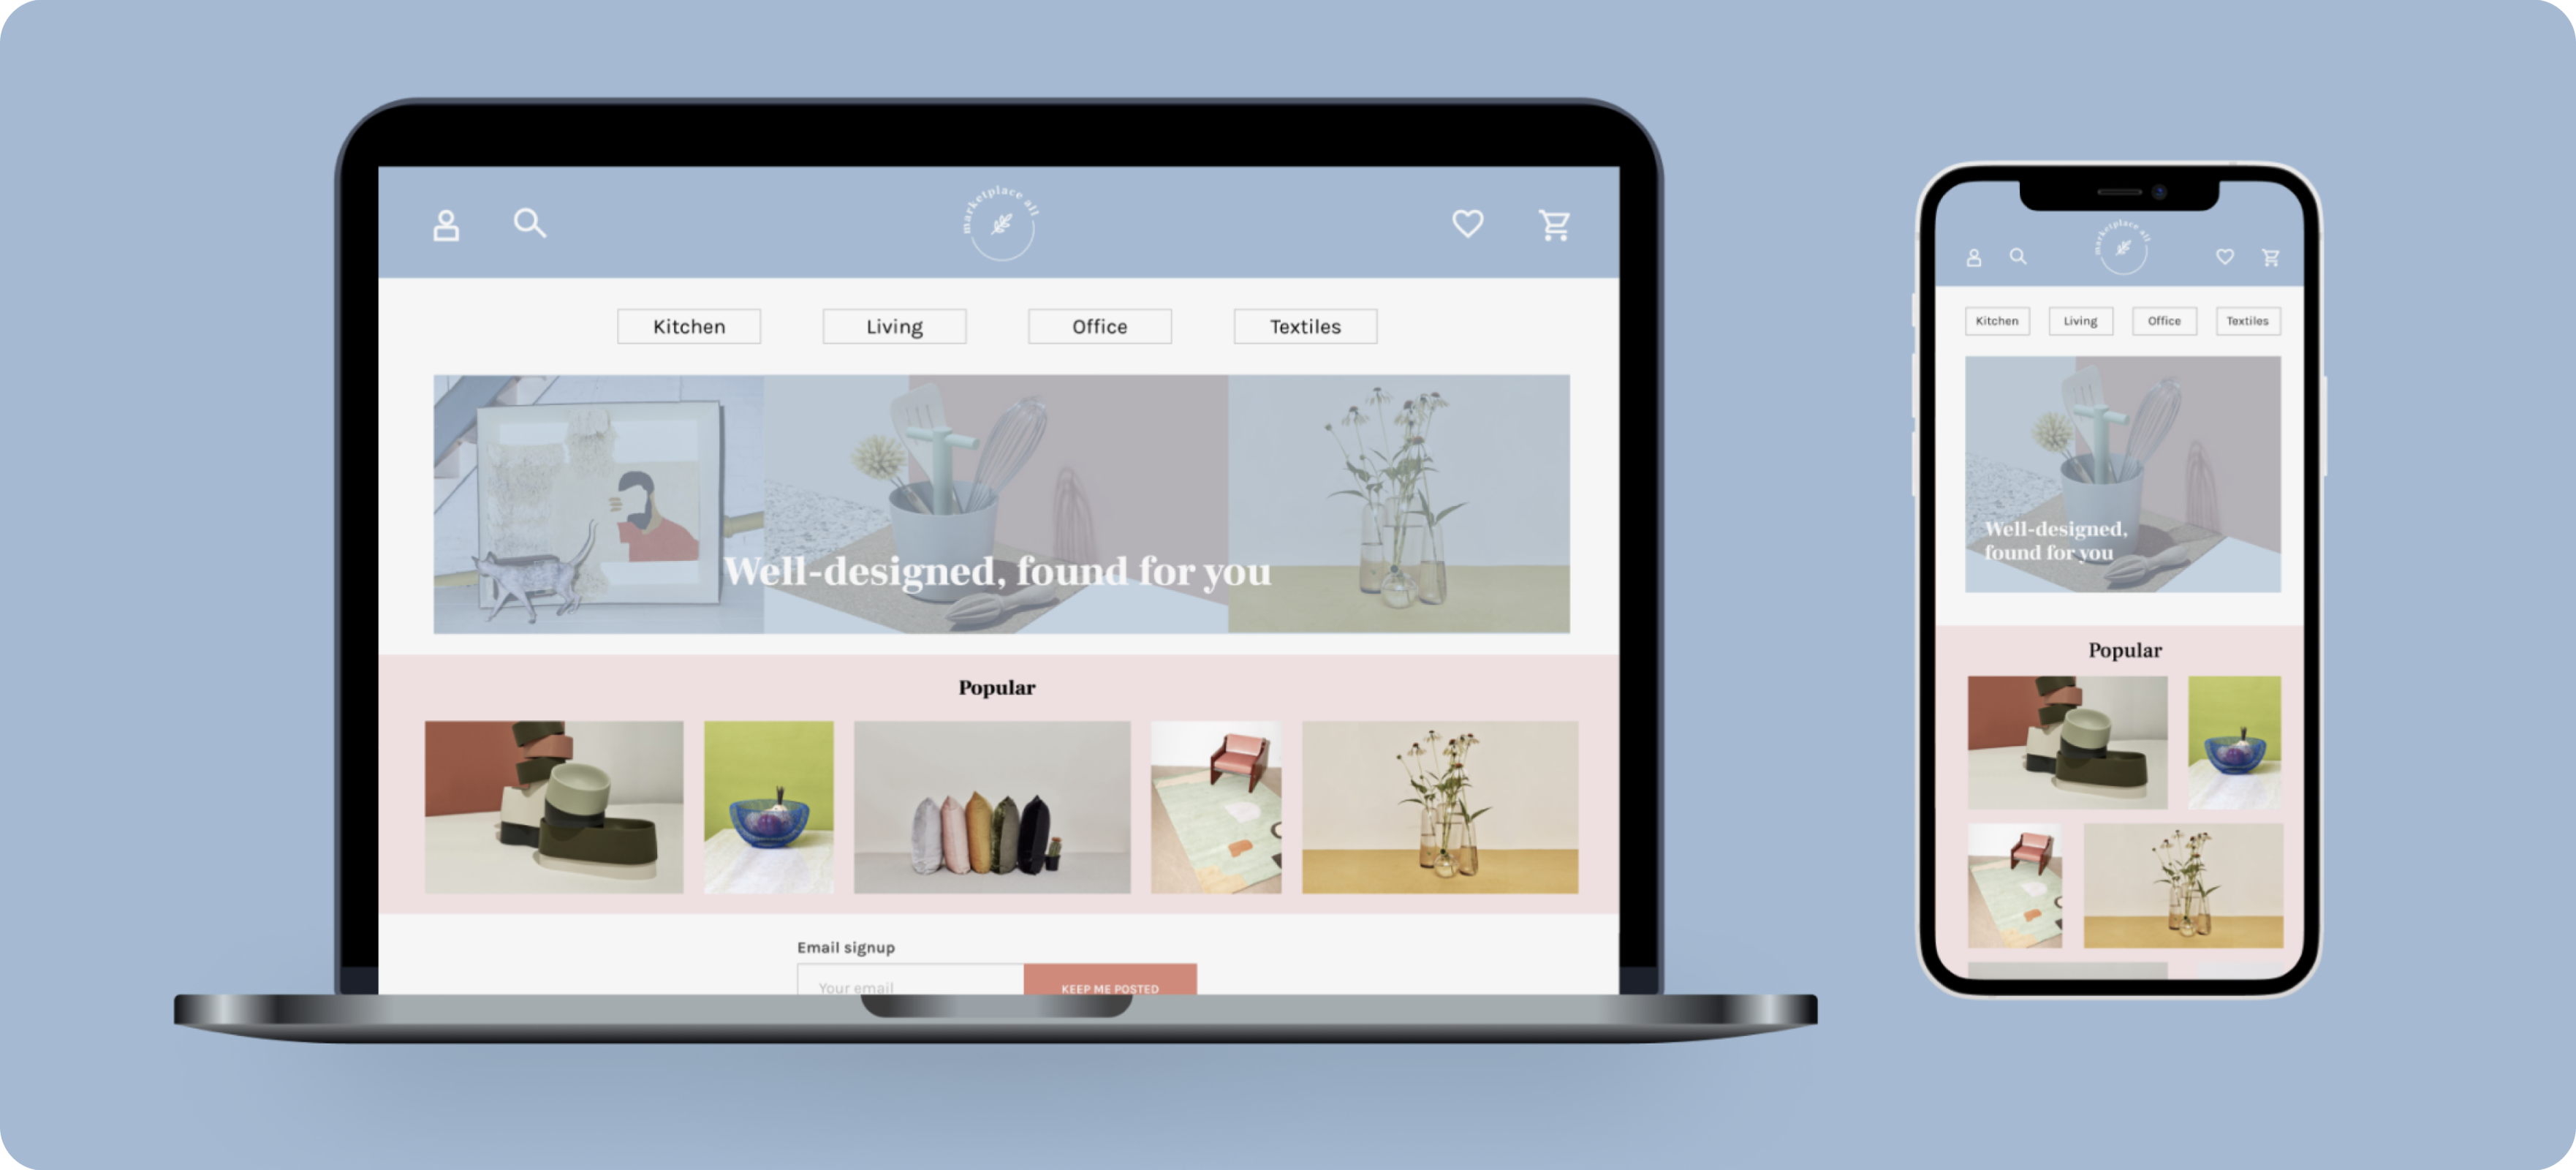 marketplace all
Kitchen
Living
Office
Textiles
Well-designed, found for you
Popular
Email signup
Your email
KEEP ME POSTED
marketplace all
Kitchen
Living
Office
Textiles
Well-designed,
found for you
Popular